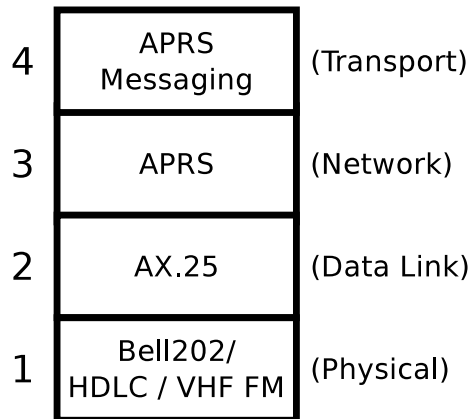 4 APRS Messaging (Transport)
3 APRS (Network)
2 AX.25 (Data Link)
1 Bell202/ HDLC / VHF FM (Physical)